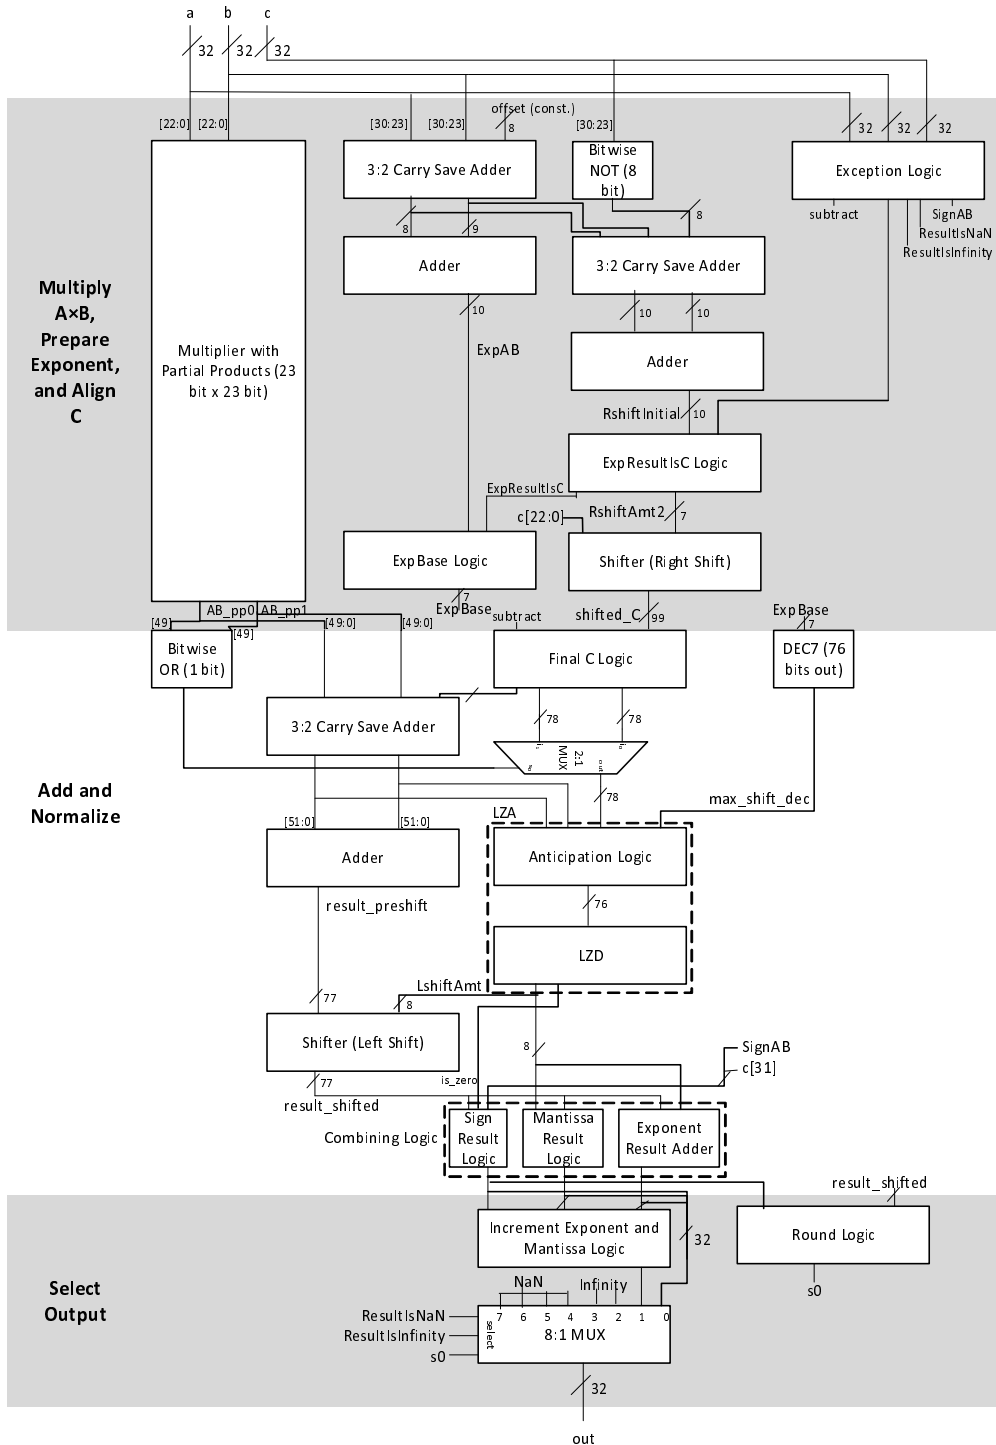 a
b
c
32
32
32
offset (const.)
[22:0]
[22:0]
[30:23]
[30:23]
8
[30:23]
32
32
32
3:2 Carry Save Adder
Bitwise
NOT (8
bit)
Exception Logic
subtract
SignAB
ResultIsNaN
ResultIsInfinity
8
9
8
Adder
3:2 Carry Save Adder
Multiply
A×B,
Prepare
Exponent,
and Align
C
10
10
10
Multiplier with
Partial Products (23
bit x 23 bit)
ExpAB
Adder
RshiftInitial
10
ExpResultIsC Logic
ExpResultIsC
c[22:0]
RshiftAmt2
7
ExpBase Logic
Shifter (Right Shift)
7
ExpBase
AB_pp0
AB_pp1
subtract
shifted_C
99
ExpBase
7
[49]
[49]
[49:0]
[49:0]
Bitwise
OR (1 bit)
Final C Logic
DEC7 (76
bits out)
3:2 Carry Save Adder
78
78
2:1
MUX
out
78
max_shift_dec
Add and
Normalize
LZA
[51:0]
[51:0]
Adder
Anticipation Logic
result_preshift
76
LZD
LshiftAmt
77
8
Shifter (Left Shift)
8
SignAB
c[31]
77
is_zero
result_shifted
Combining Logic
Sign
Result
Logic
Mantissa
Result
Logic
Exponent
Result Adder
result_shifted
Increment Exponent and
Mantissa Logic
32
Round Logic
s0
Select
Output
NaN
Infinity
ResultIsNaN
ResultIsInfinity
s0
select
7
6
5
4
3
2
1
0
8:1 MUX
32
out